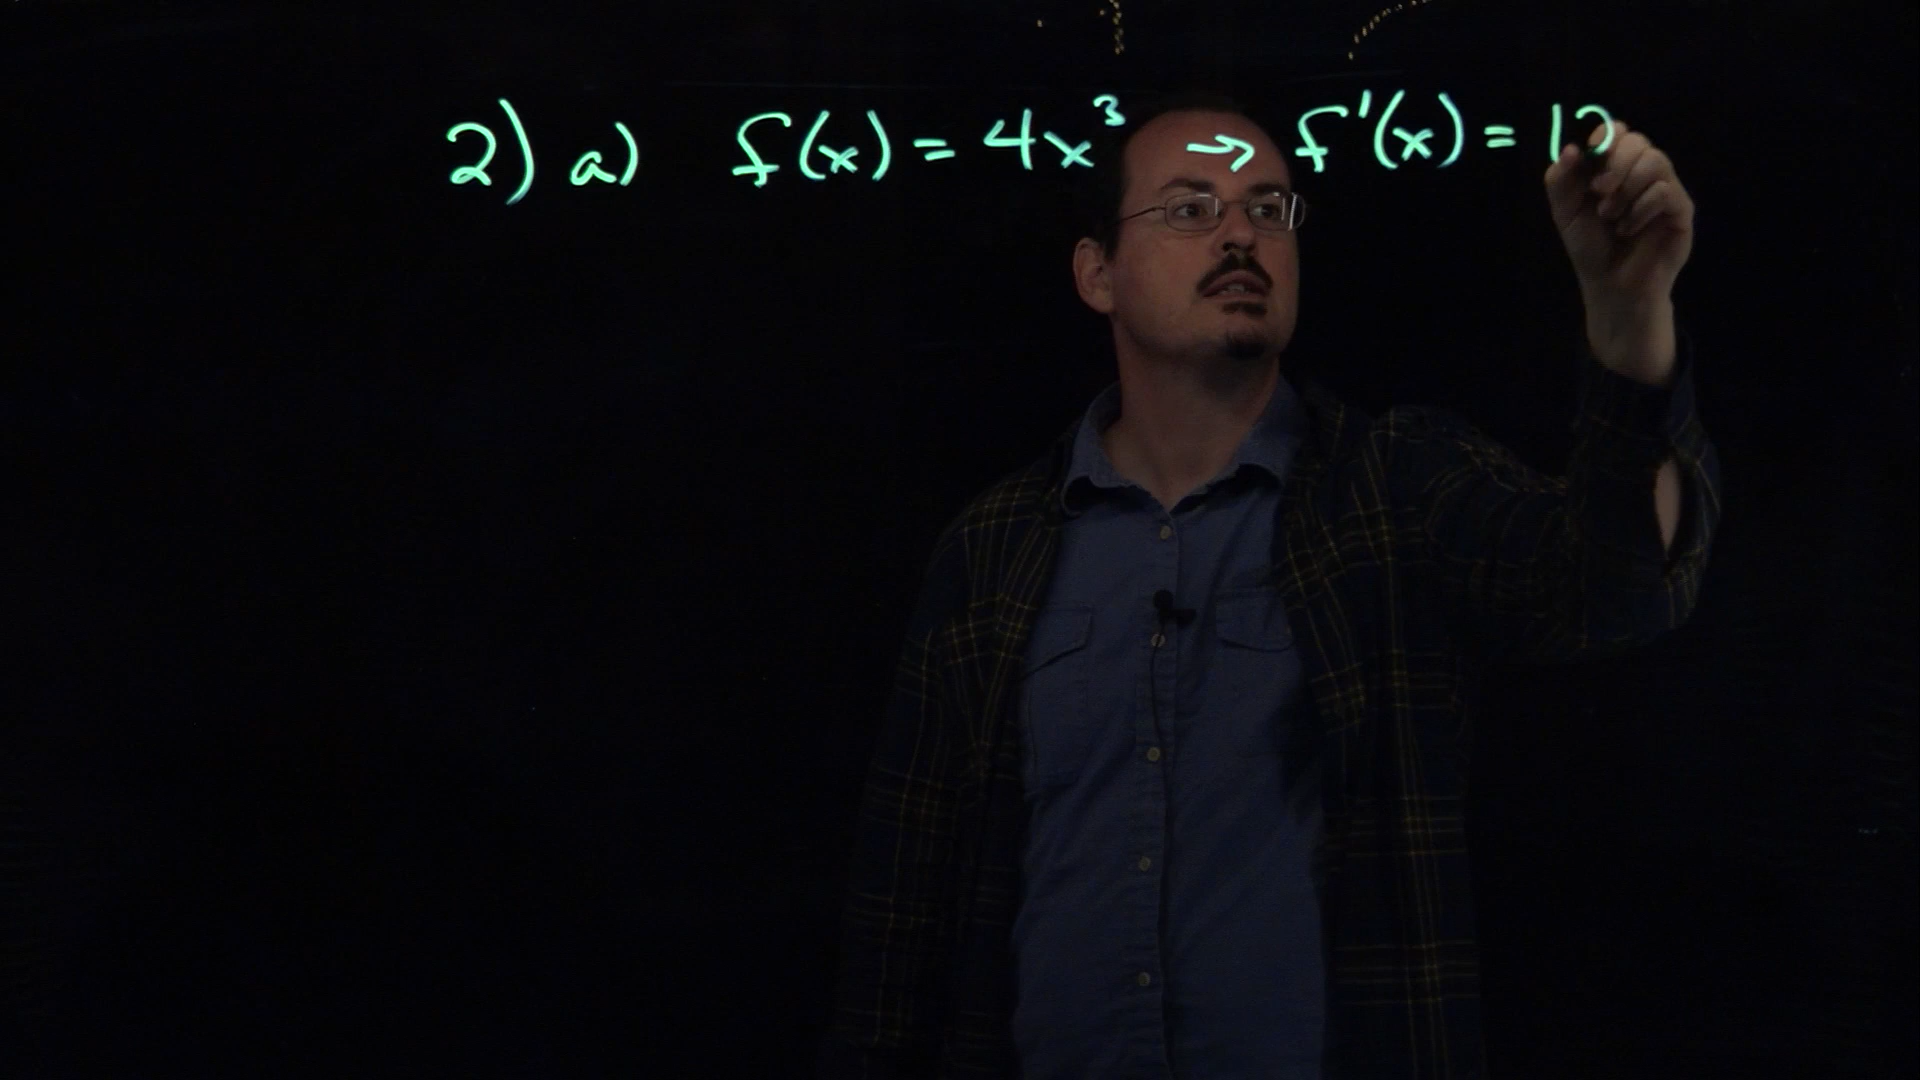 2) a) f(x) = 4x³ → f'(x) = 12